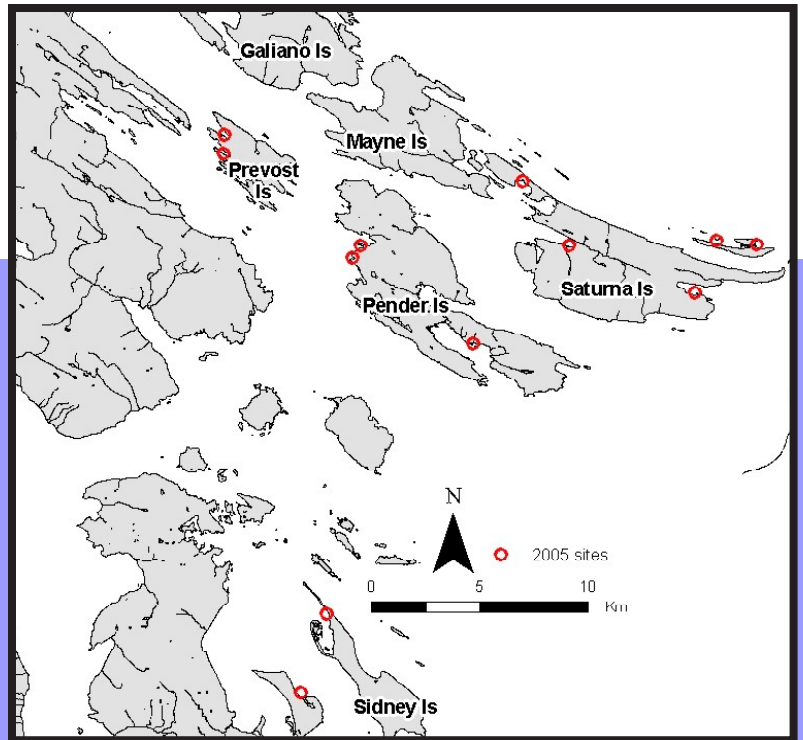 Galiano Is
Mayne Is
Prevost
Is
Pender Is
Saturna Is
N
2005 sites
0 5 10
Km
Sidney Is